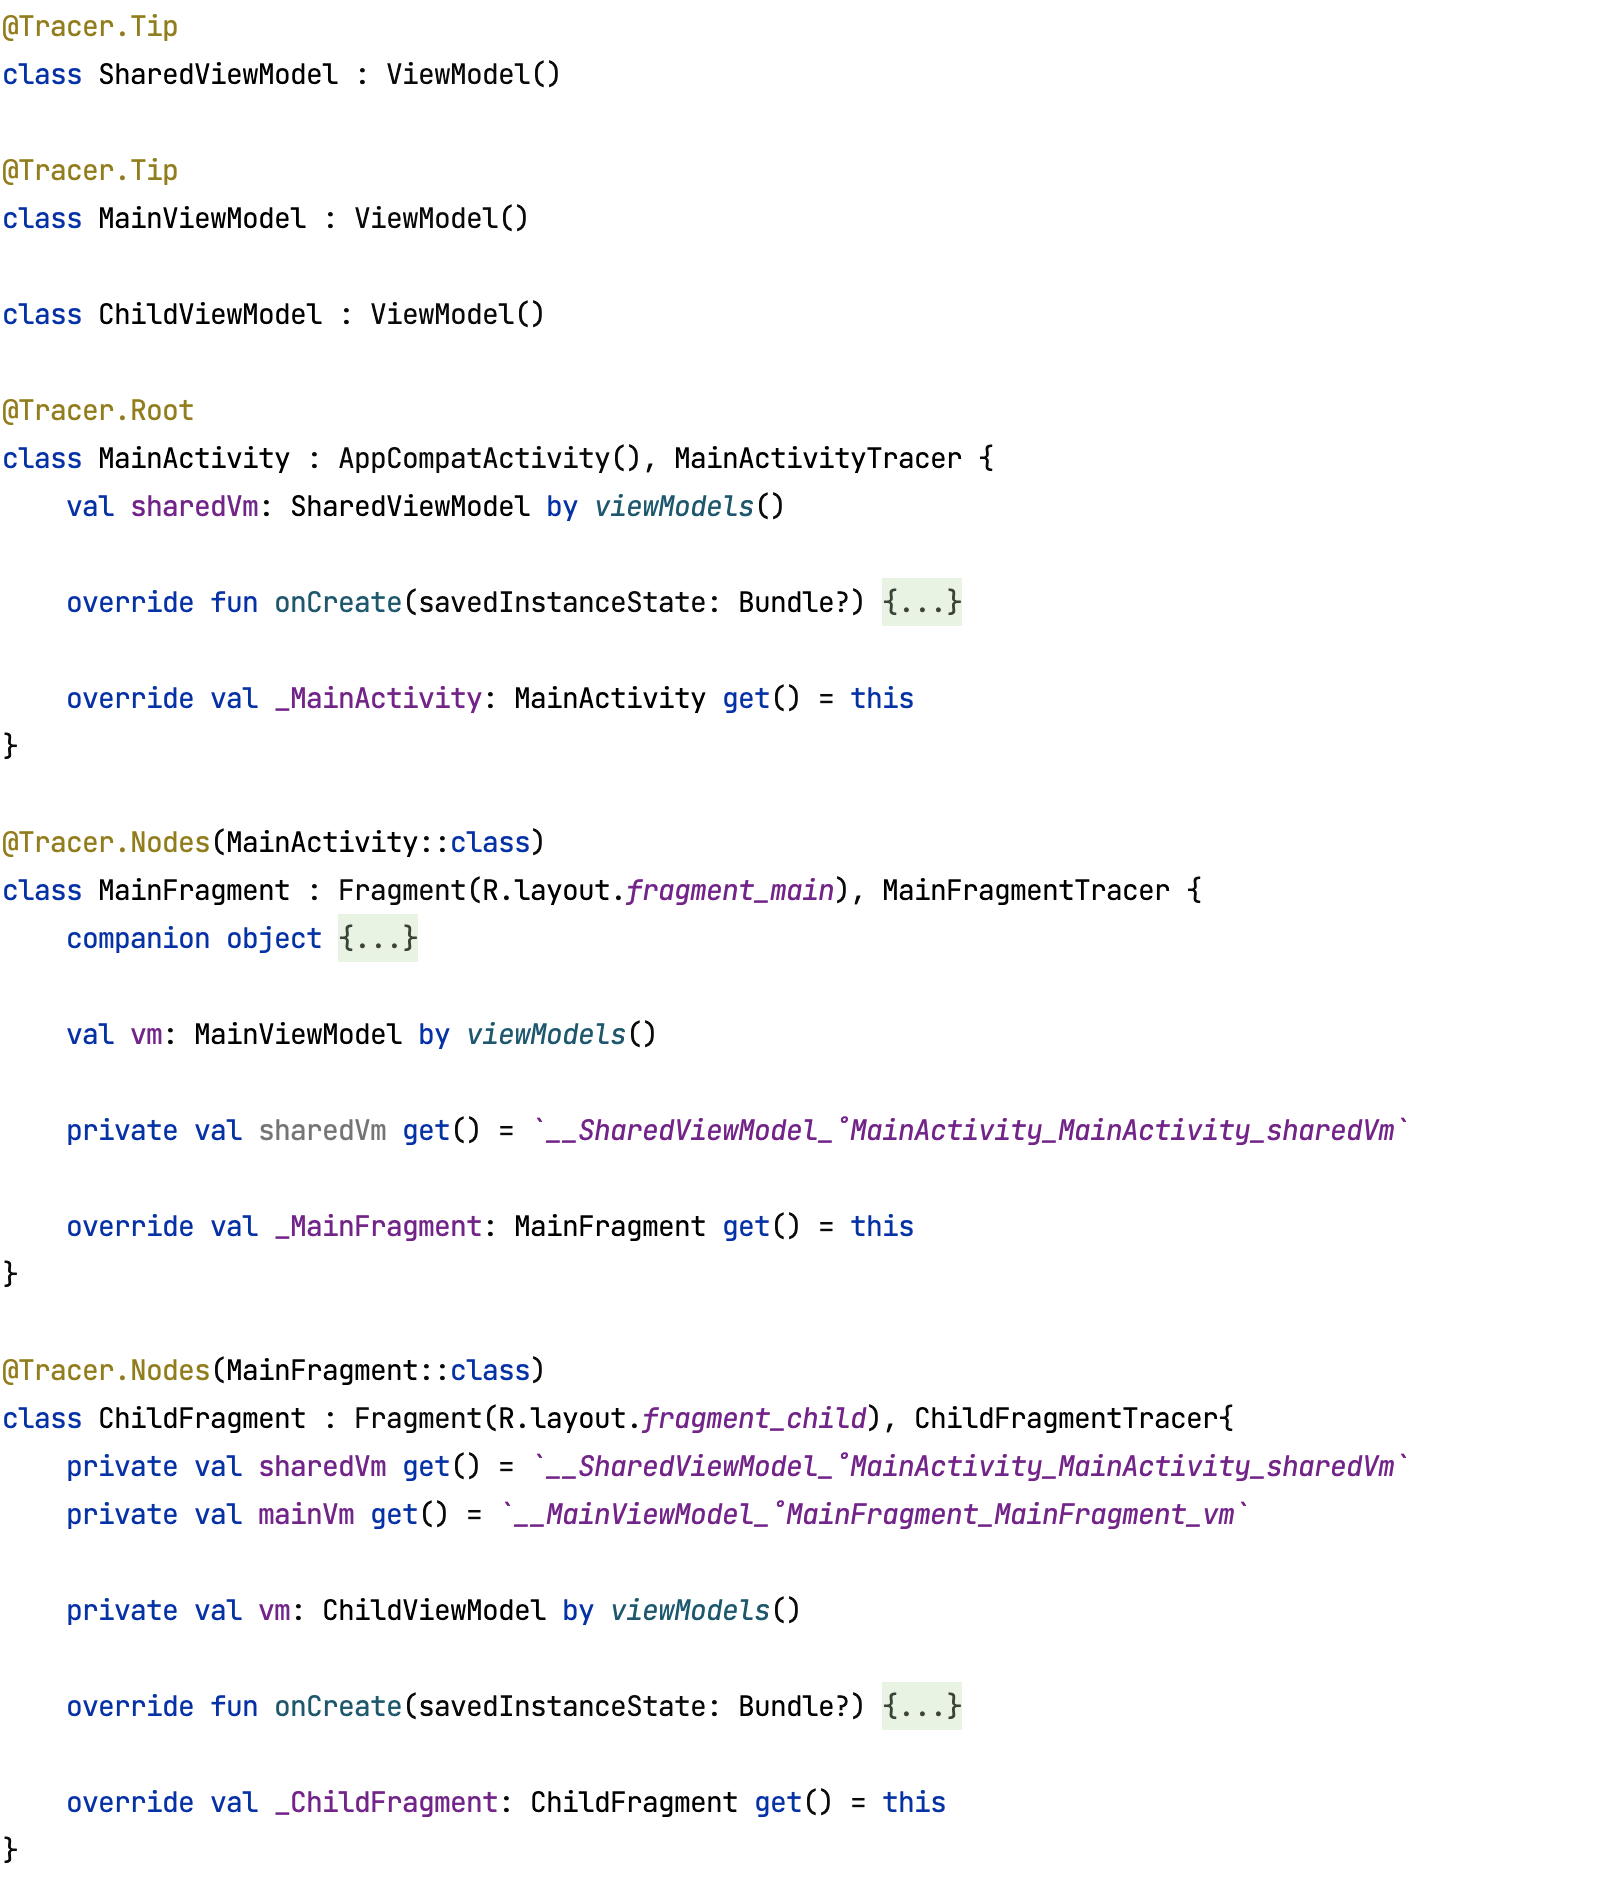 @Tracer.Tip
class SharedViewModel : ViewModel()
@Tracer.Tip
class MainViewModel : ViewModel()
class ChildViewModel : ViewModel()
@Tracer.Root
class MainActivity : AppCompatActivity(), MainActivityTracer {
    val sharedVm: SharedViewModel by viewModels()
    override fun onCreate(savedInstanceState: Bundle?) {...}
    override val _MainActivity: MainActivity get() = this
}
@Tracer.Nodes(MainActivity::class)
class MainFragment : Fragment(R.layout.fragment_main), MainFragmentTracer {
    companion object {...}
    val vm: MainViewModel by viewModels()
    private val sharedVm get() = `__SharedViewModel_˚MainActivity_MainActivity_sharedVm`
    override val _MainFragment: MainFragment get() = this
}
@Tracer.Nodes(MainFragment::class)
class ChildFragment : Fragment(R.layout.fragment_child), ChildFragmentTracer{
    private val sharedVm get() = `__SharedViewModel_˚MainActivity_MainActivity_sharedVm`
    private val mainVm get() = `__MainViewModel_˚MainFragment_MainFragment_vm`
    private val vm: ChildViewModel by viewModels()
    override fun onCreate(savedInstanceState: Bundle?) {...}
    override val _ChildFragment: ChildFragment get() = this
}